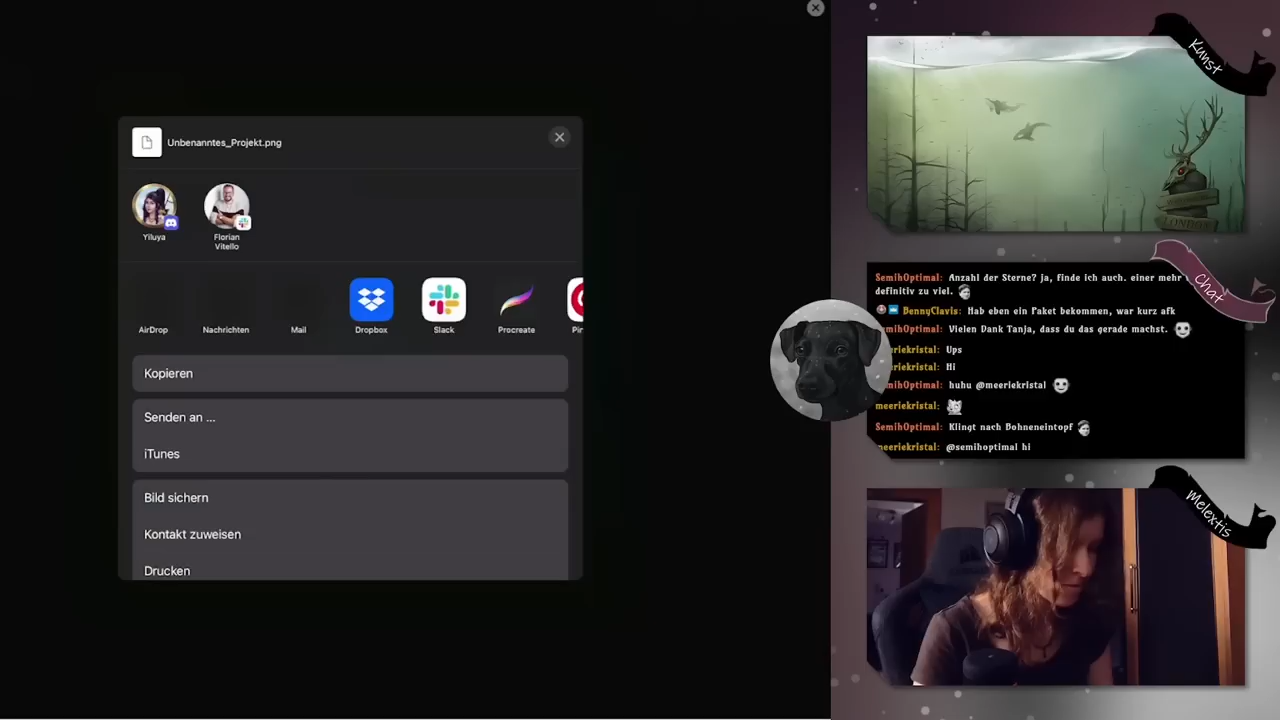 Unbenanntes_Projekt.png
Yiluya
Florian
Vitello
AirDrop
Nachrichten
Mail
Dropbox
Slack
Procreate
Kopieren
Senden an ...
iTunes
Bild sichern
Kontakt zuweisen
Drucken
Kunst
LONDON
Chat
SemihOptimal: Anzahl der Sterne? Ja, finde ich auch. einer mehr
definitiv zu viel.
BennyClavis: Hab eben ein Paket bekommen, war kurz afk
emihOptimal: Vielen Dank Tanja, dass du das gerade machst.
eriekristal: Ups
eriekristal: Hi
emihOptimal: huhu @meeriekristal
meeriekristal:
SemihOptimal: Klingt nach Bohneneintopf
meeriekristal: @semihoptimal hi
Melextis